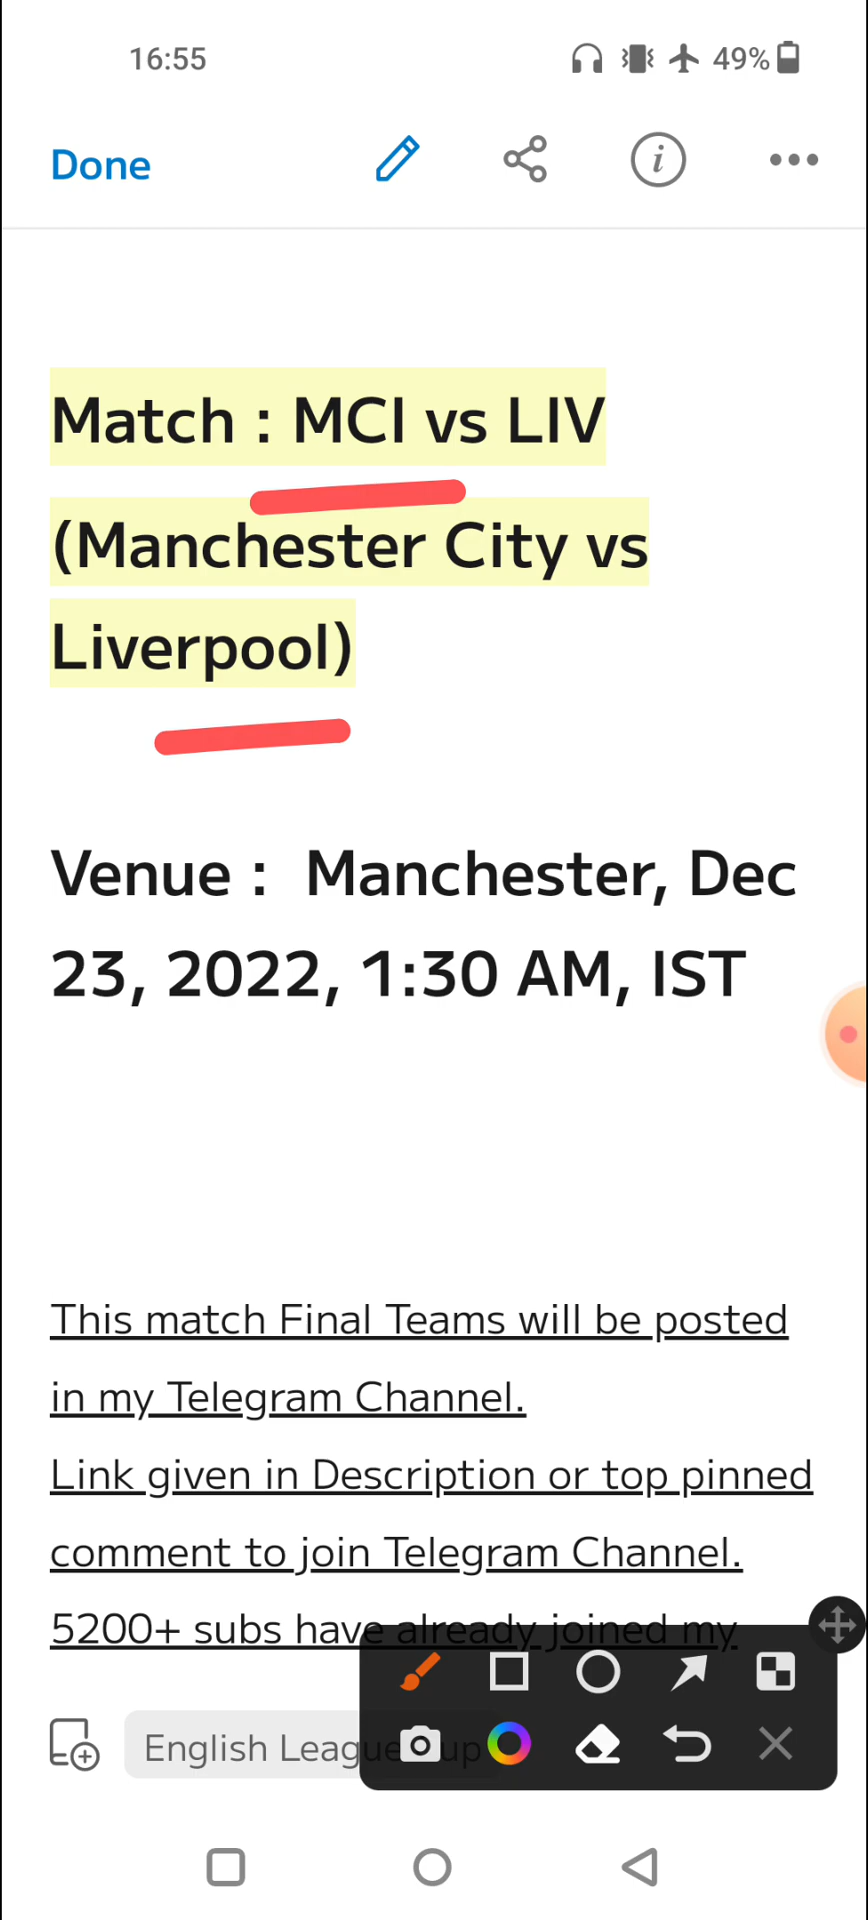 16:55
49%
Done
Match : MCI vs LIV
(Manchester City vs
Liverpool)
Venue : Manchester, Dec
23, 2022, 1:30 AM, IST
This match Final Teams will be posted
in my Telegram Channel.
Link given in Description or top pinned
comment to join Telegram Channel.
5200+ subs have already joined my
English League up